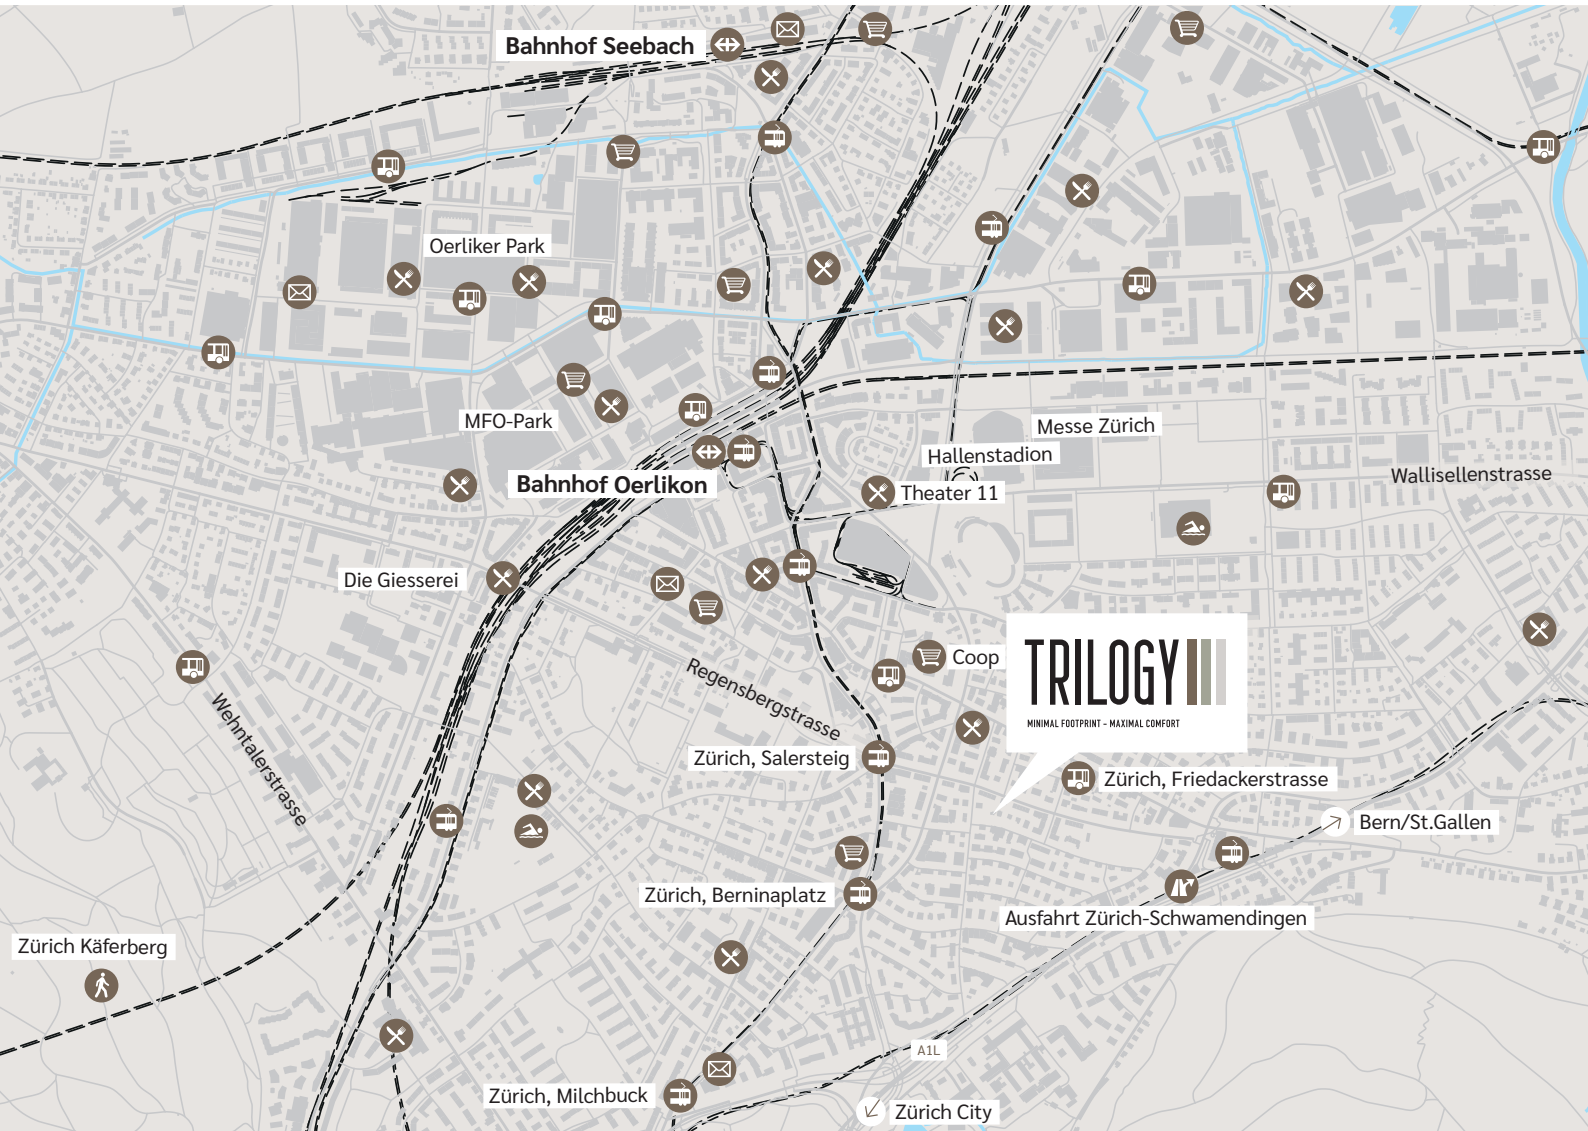 Bahnhof Seebach
Oerliker Park
MFO-Park
Messe Zürich
Hallenstadion
Wallisellenstrasse
Bahnhof Oerlikon
Theater 11
Die Giesserei
Coop
TRILOGY
MINIMAL FOOTPRINT – MAXIMAL COMFORT
Regensbergstrasse
Wehntalerstrasse
Zürich, Salersteig
Zürich, Friedackerstrasse
Bern/St.Gallen
Zürich, Berninaplatz
Ausfahrt Zürich-Schwamendingen
Zürich Käferberg
A1L
Zürich, Milchbuck
Zürich City